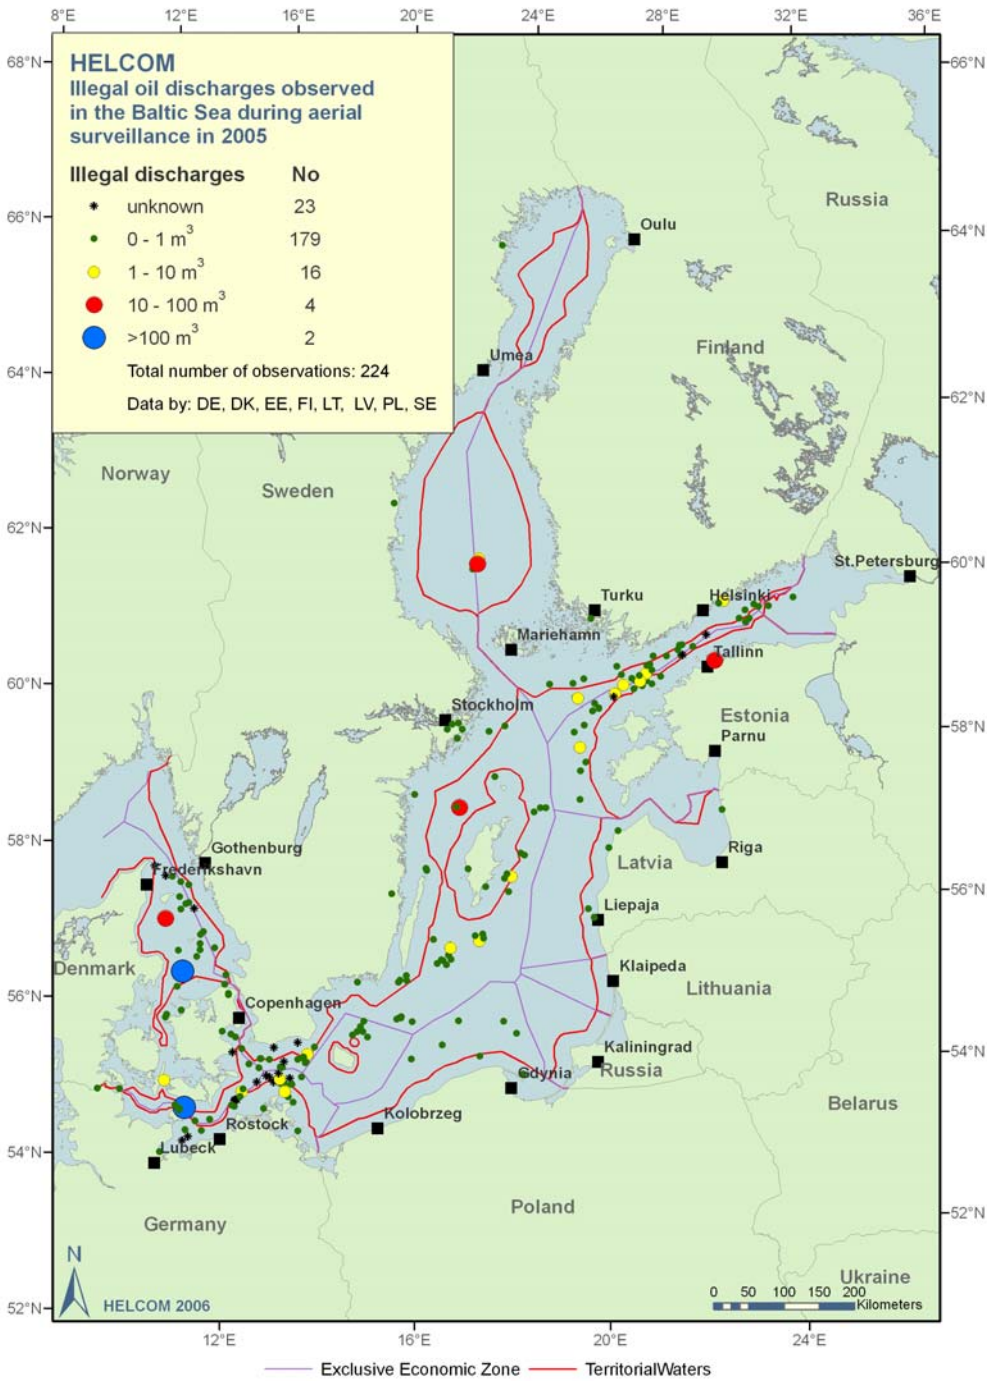 8°E 12°E 16°E 20°E 24°E 28°E 32°E 36°E
68°N
66°N
HELCOM
Illegal oil discharges observed
in the Baltic Sea during aerial
surveillance in 2005
Illegal discharges No
unknown 23
0 - 1 m³ 179
1 - 10 m³ 16
10 - 100 m³ 4
>100 m³ 2
Total number of observations: 224
Data by: DE, DK, EE, FI, LT, LV, PL, SE
Russia
66°N
64°N
Oulu
Finland
Umea
64°N
62°N
Norway
Sweden
62°N
60°N
St.Petersburg
Turku
Helsinki
Mariehamn
Tallinn
60°N
58°N
Stockholm
Estonia
Parnu
58°N
56°N
Gothenburg
Frederikshavn
Riga
Latvia
Liepaja
Denmark
Klaipeda
Lithuania
56°N
54°N
Copenhagen
Kaliningrad
Russia
Gdynia
Belarus
Kolobrzeg
Rostock
Lubeck
54°N
52°N
Poland
Germany
Ukraine
N
HELCOM 2006
0 50 100 150 200
Kilometers
52°N
12°E 16°E 20°E 24°E
Exclusive Economic Zone TerritorialWaters